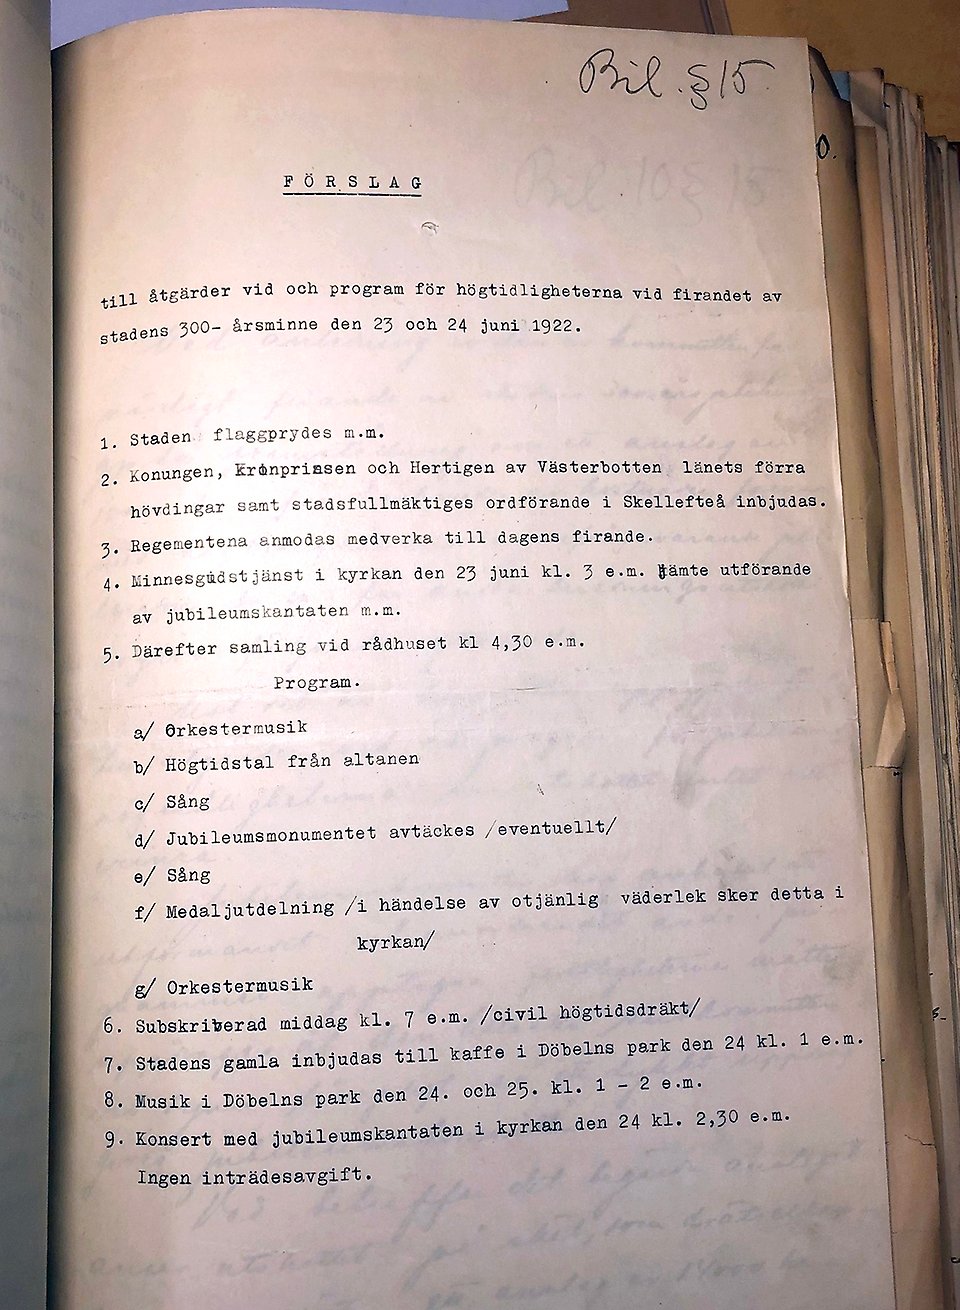 Bil. § 15.
FÖRSLAG
till åtgärder vid och program för högtidligheterna vid firandet av
stadens 300- årsminne den 23 och 24 juni 1922.
1. Staden flaggprydes m.m.
2. Konungen, Kronprinsen och Hertigen av Västerbotten länets förra
hövdingar samt stadsfullmäktiges ordförande i Skellefteå inbjudas.
3. Regementena anmodas medverka till dagens firande.
4. Minnesgudstjänst i kyrkan den 23 juni kl. 3 e.m. jämte utförande
av jubileumskantaten m.m.
5. Därefter samling vid rådhuset kl 4,30 e.m.
Program.
a/ Orkestermusik
b/ Högtidstal från altanen
c/ Sång
d/ Jubileumsmonumentet avtäckes /eventuellt/
e/ Sång
f/ Medaljutdelning /i händelse av otjänlig väderlek sker detta i
kyrkan/
g/ Orkestermusik
6. Subskriberad middag kl. 7 e.m. /civil högtidsdräkt/
7. Stadens gamla inbjudas till kaffe i Döbelns park den 24 kl. 1 e.m.
8. Musik i Döbelns park den 24. och 25. kl. 1 - 2 e.m.
9. Konsert med jubileumskantaten i kyrkan den 24 kl. 2,30 e.m.
Ingen inträdesavgift.